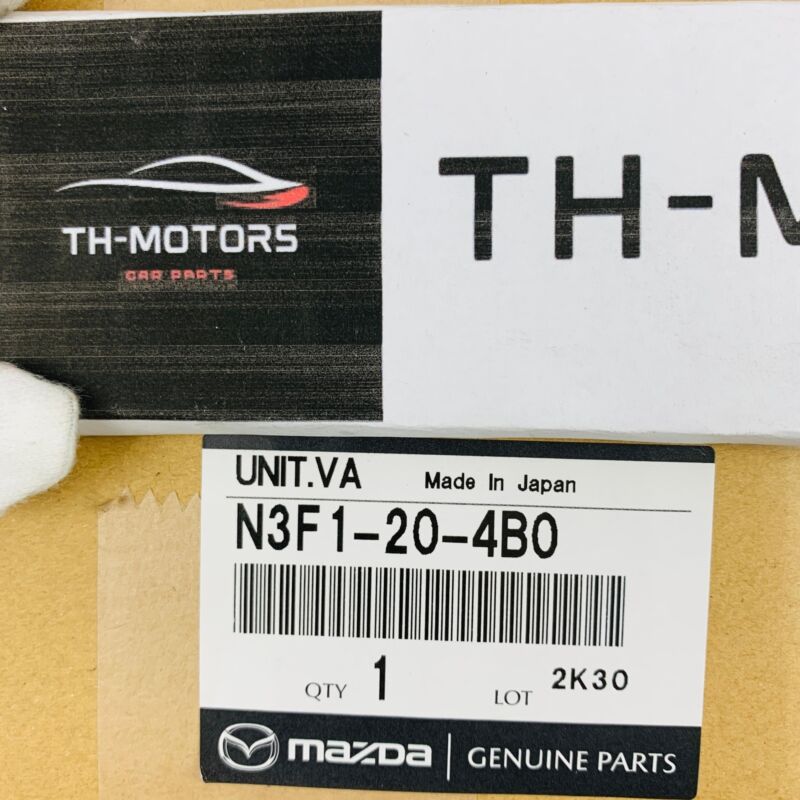 TH-MOTORS
CAR PARTS
TH-M
UNIT.VA
Made In Japan
N3F1-20-4B0
QTY 1
LOT 2K30
mazda
GENUINE PARTS